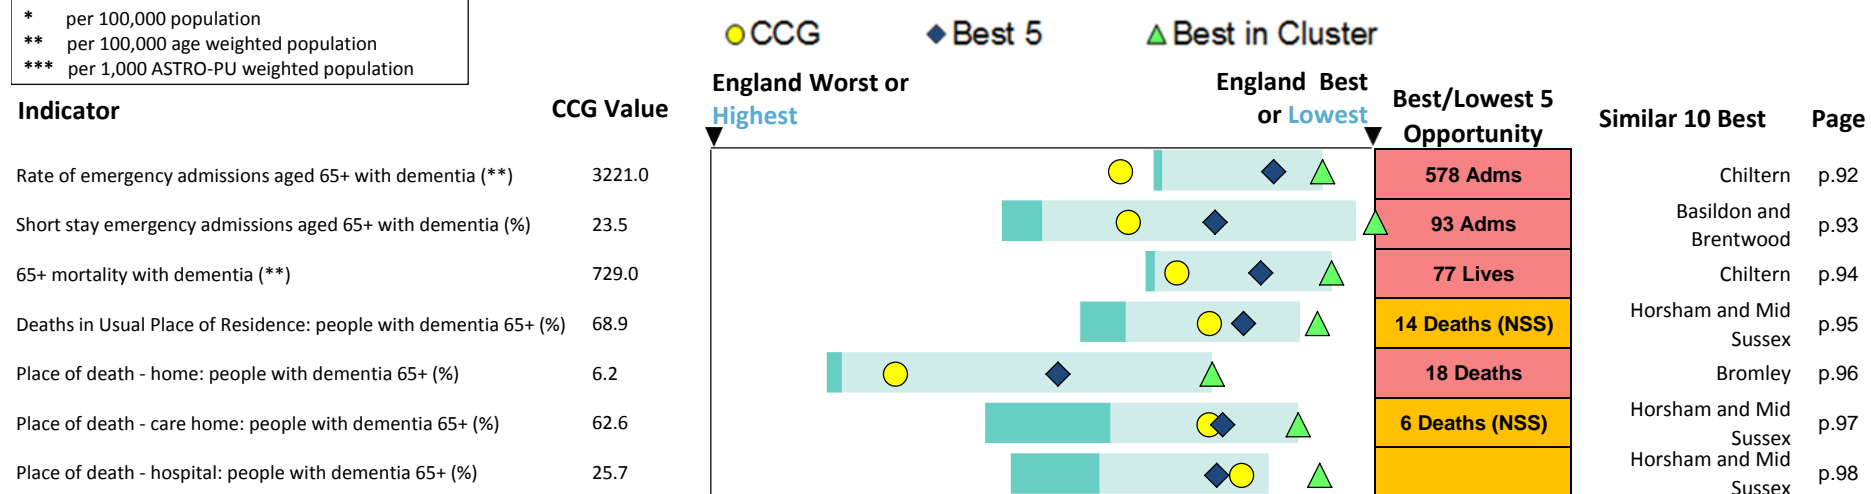 * per 100,000 population
** per 100,000 age weighted population
*** per 1,000 ASTRO-PU weighted population
CCG Best 5 Best in Cluster
Indicator CCG Value England Worst or Highest England Best or Lowest Best/Lowest 5 Opportunity Similar 10 Best Page
Rate of emergency admissions aged 65+ with dementia (**) 3221.0 578 Adms Chiltern p.92
Short stay emergency admissions aged 65+ with dementia (%) 23.5 93 Adms Basildon and Brentwood p.93
65+ mortality with dementia (**) 729.0 77 Lives Chiltern p.94
Deaths in Usual Place of Residence: people with dementia 65+ (%) 68.9 14 Deaths (NSS) Horsham and Mid Sussex p.95
Place of death - home: people with dementia 65+ (%) 6.2 18 Deaths Bromley p.96
Place of death - care home: people with dementia 65+ (%) 62.6 6 Deaths (NSS) Horsham and Mid Sussex p.97
Place of death - hospital: people with dementia 65+ (%) 25.7 Horsham and Mid Sussex p.98